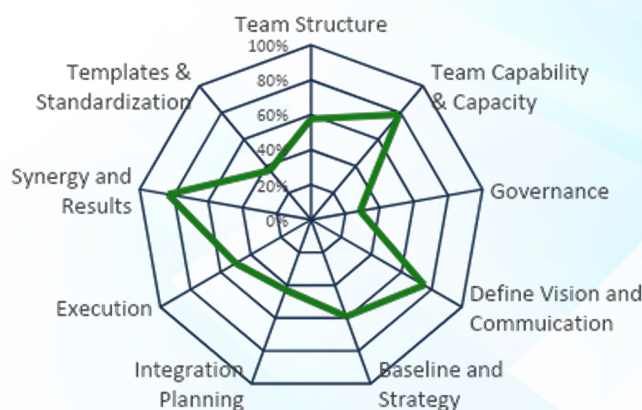 Team Structure
100%
80%
60%
40%
20%
0%
Team Capability
& Capacity
Governance
Define Vision and
Commuication
Baseline and
Strategy
Integration
Planning
Execution
Synergy and
Results
Templates &
Standardization